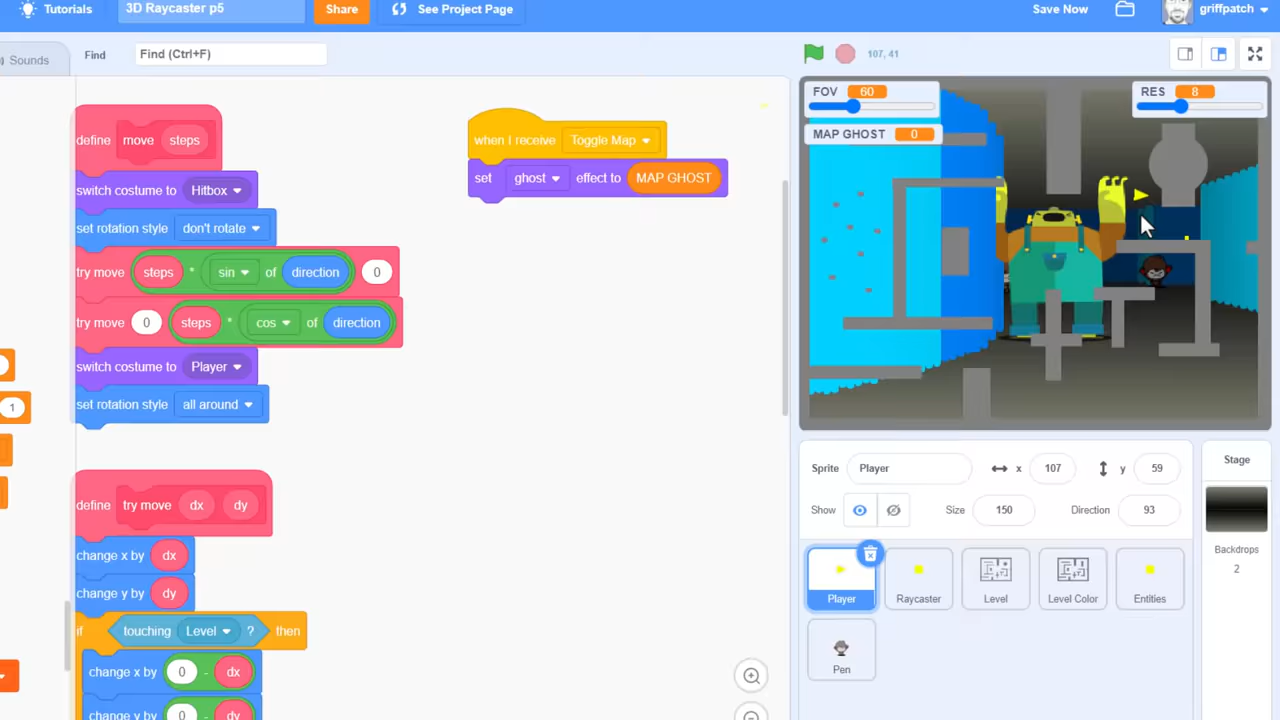 Tutorials
3D Raycaster p5
Share
See Project Page
Save Now
griffpatch
Sounds
Find
Find (Ctrl+F)
107, 41
define move steps
switch costume to Hitbox
set rotation style don't rotate
try move steps * sin of direction 0
try move 0 steps * cos of direction
switch costume to Player
set rotation style all around
1
define try move dx dy
change x by dx
change y by dy
if touching Level ? then
change x by 0 - dx
change y by 0 - dy
when I receive Toggle Map
set ghost effect to MAP GHOST
FOV 60
RES 8
MAP GHOST 0
Sprite Player x 107 y 59
Show Size 150 Direction 93
Stage
Backdrops
2
Player
Raycaster
Level
Level Color
Entities
Pen